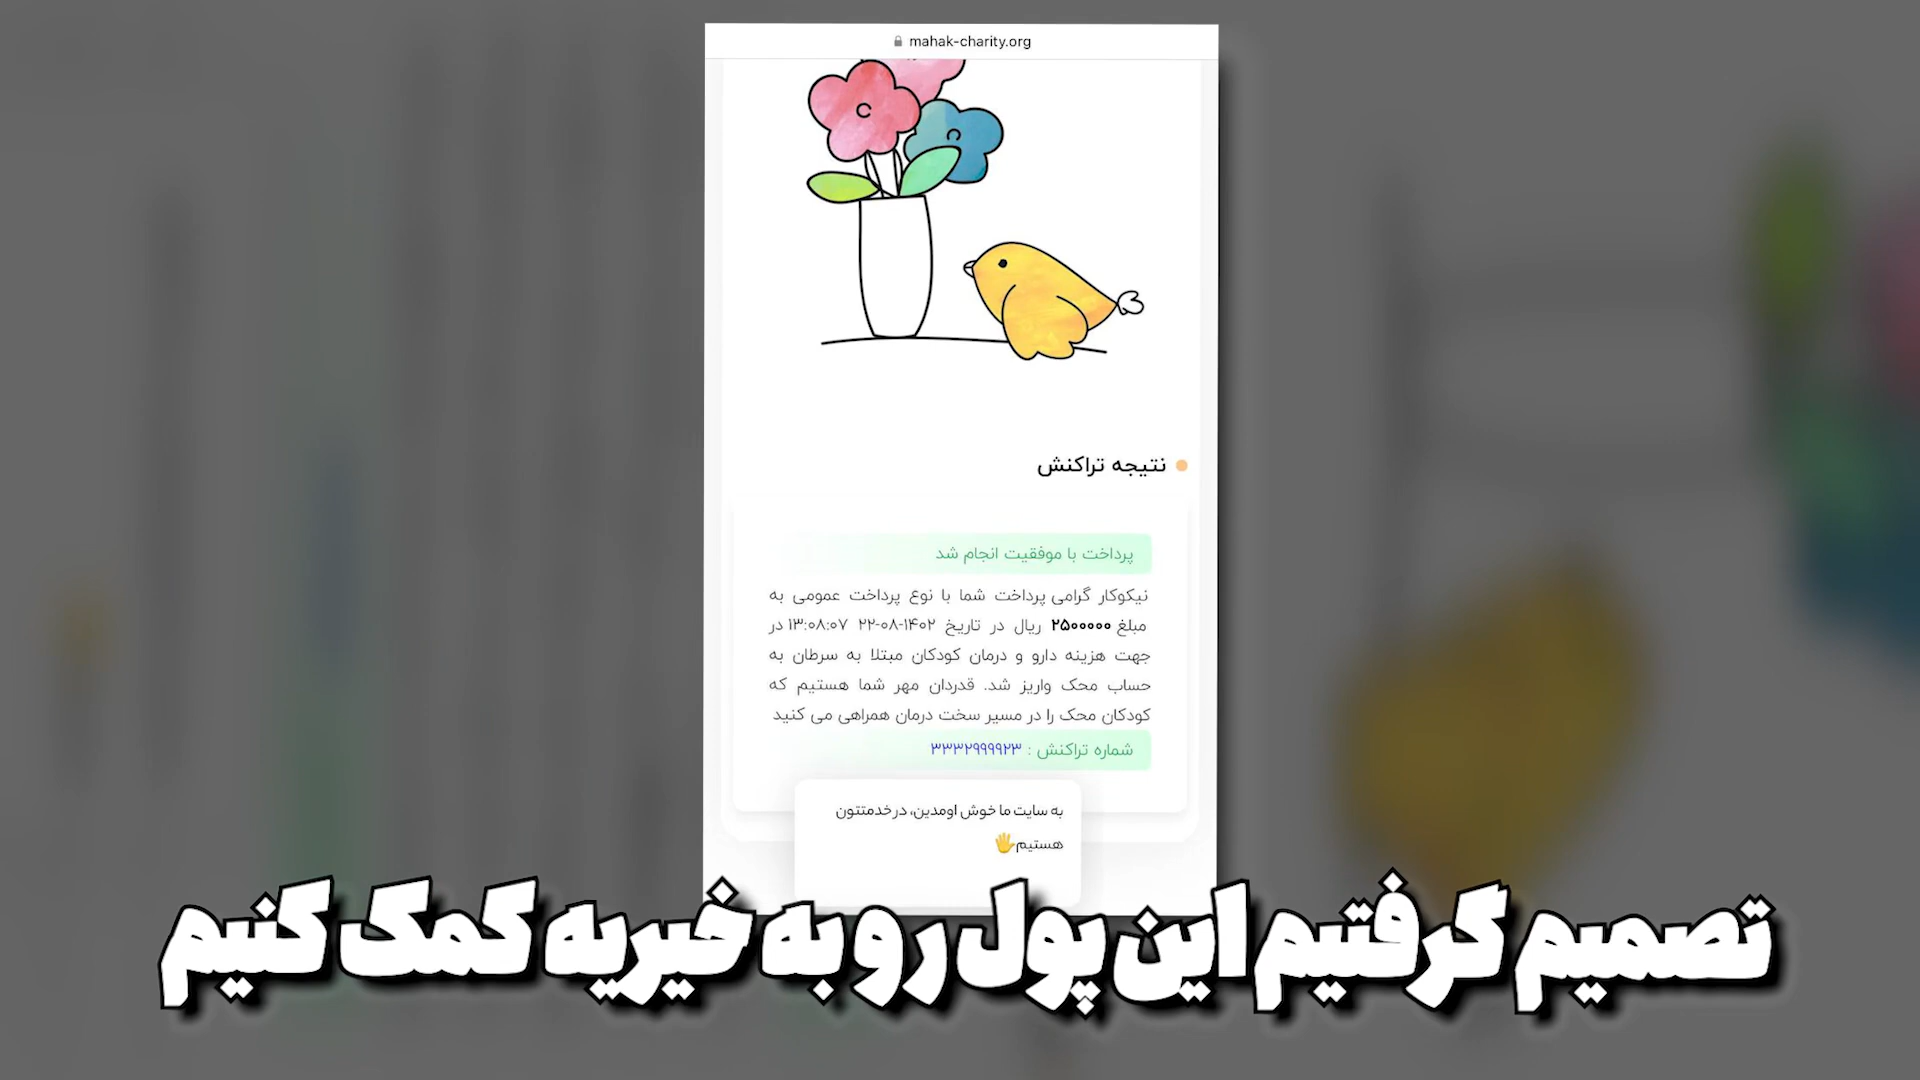 mahak-charity.org
نتیجه تراکنش
پرداخت با موفقیت انجام شد
نیکوکار گرامی پرداخت شما با نوع پرداخت عمومی به
مبلغ ۲۵۰۰۰۰۰ ریال در تاریخ ۱۴۰۲-۰۸-۲۲ ۱۳:۰۸:۰۷ در
جهت هزینه دارو و درمان کودکان مبتلا به سرطان به
حساب محک واریز شد. قدردان مهر شما هستیم که
کودکان محک را در مسیر سخت درمان همراهی می کنید
شماره تراکنش : ۳۳۳۲۹۹۹۹۲۳
به سایت ما خوش اومدین، در خدمتتون
هستیم🖐
تصمیم گرفتیم این پول رو به خیریه کمک کنیم